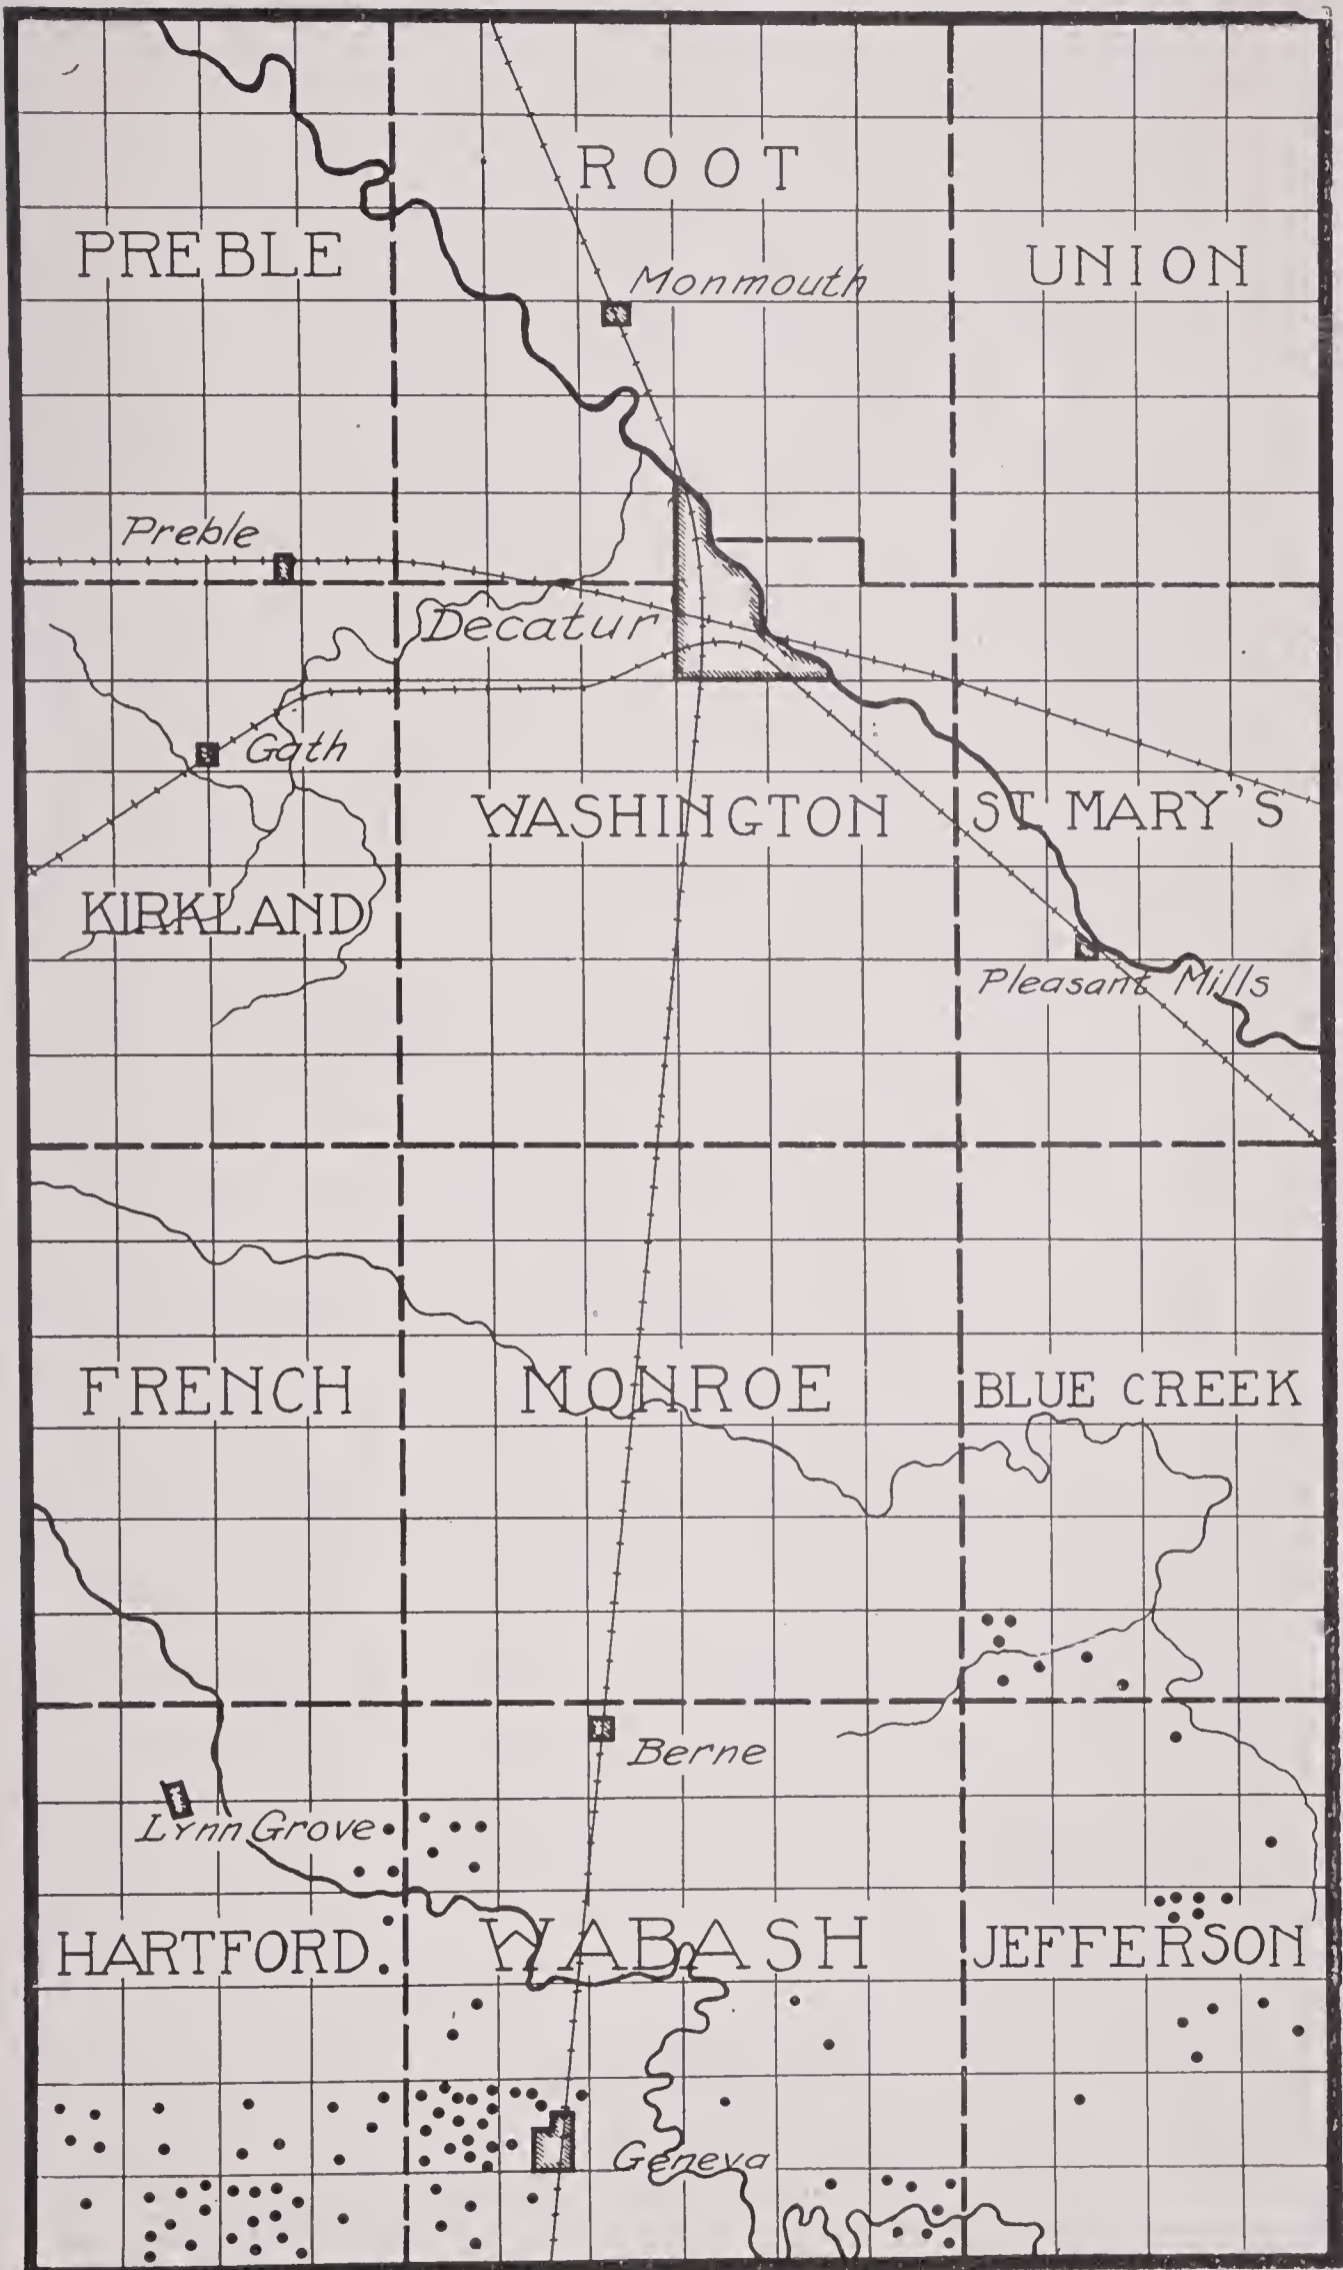 ROOT
PREBLE
UNION
Monmouth
Preble
Decatur
Gath
WASHINGTON
ST MARY'S
KIRKLAND
Pleasant Mills
FRENCH
MONROE
BLUE CREEK
Berne
Lynn Grove
HARTFORD
WABASH
JEFFERSON
Geneva